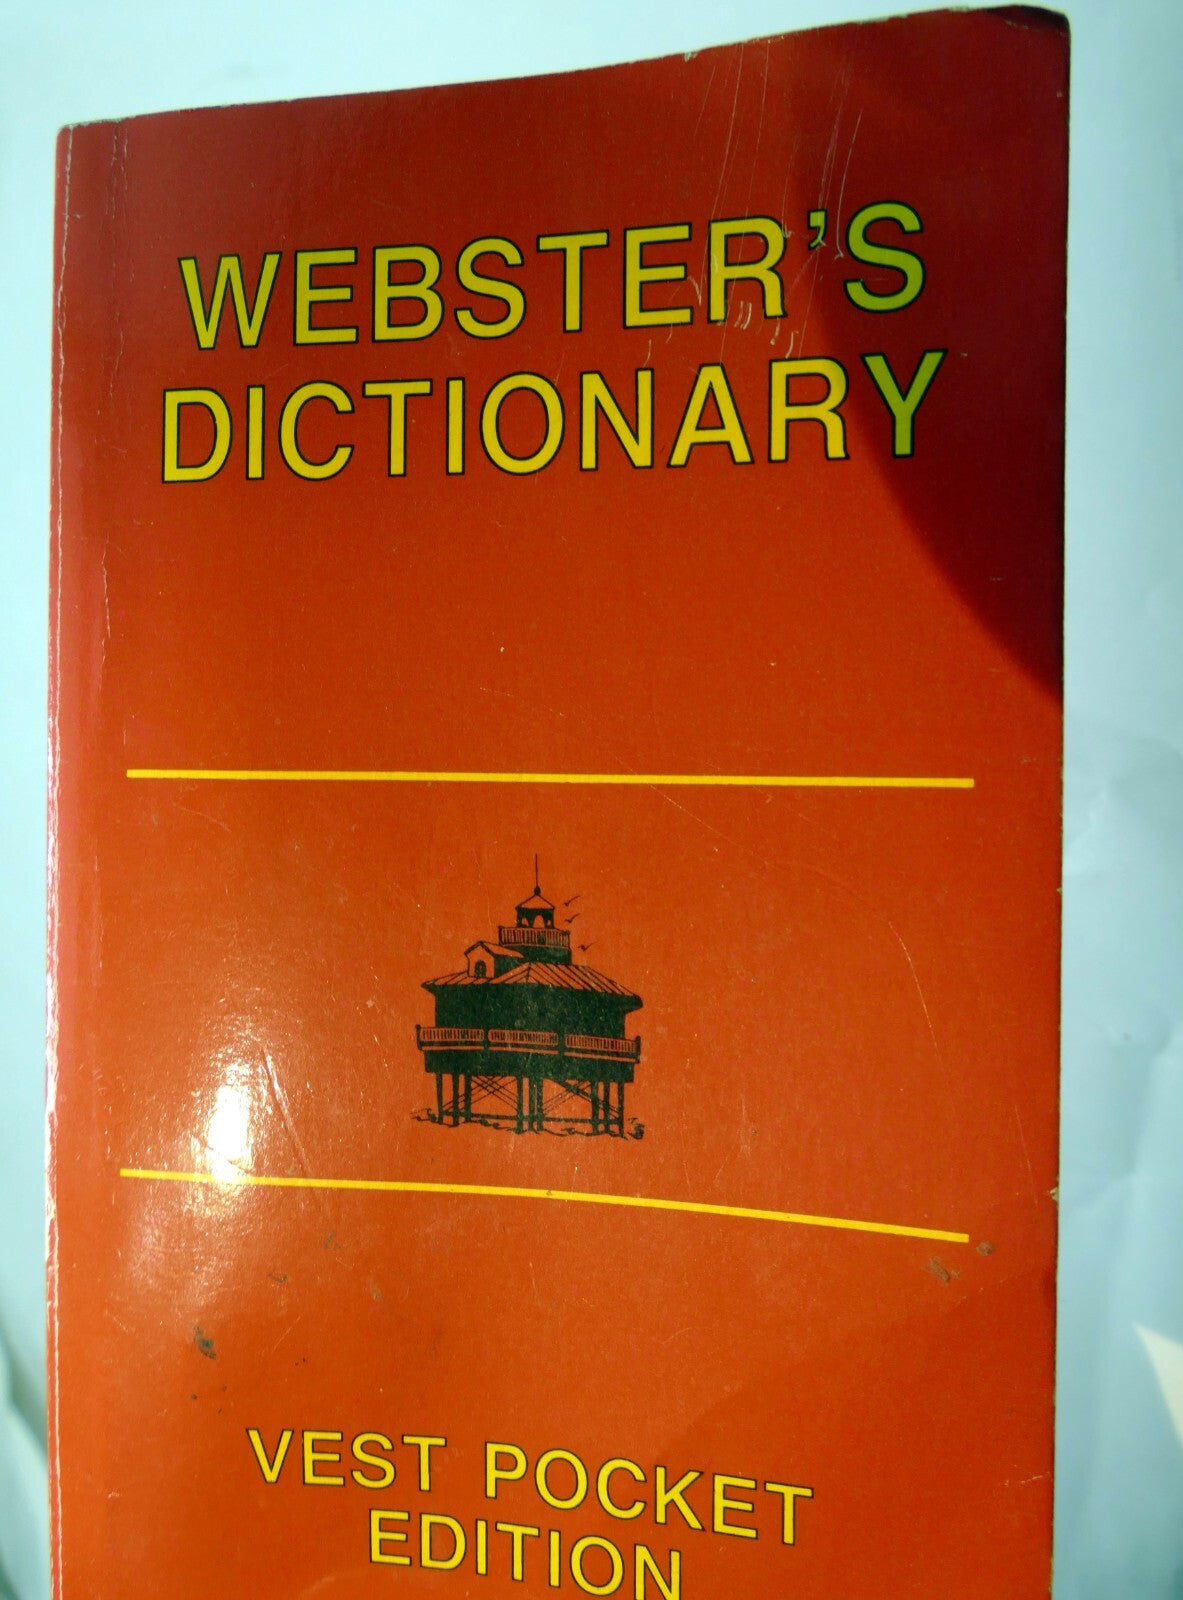 WEBSTER'S
DICTIONARY
VEST POCKET
EDITION